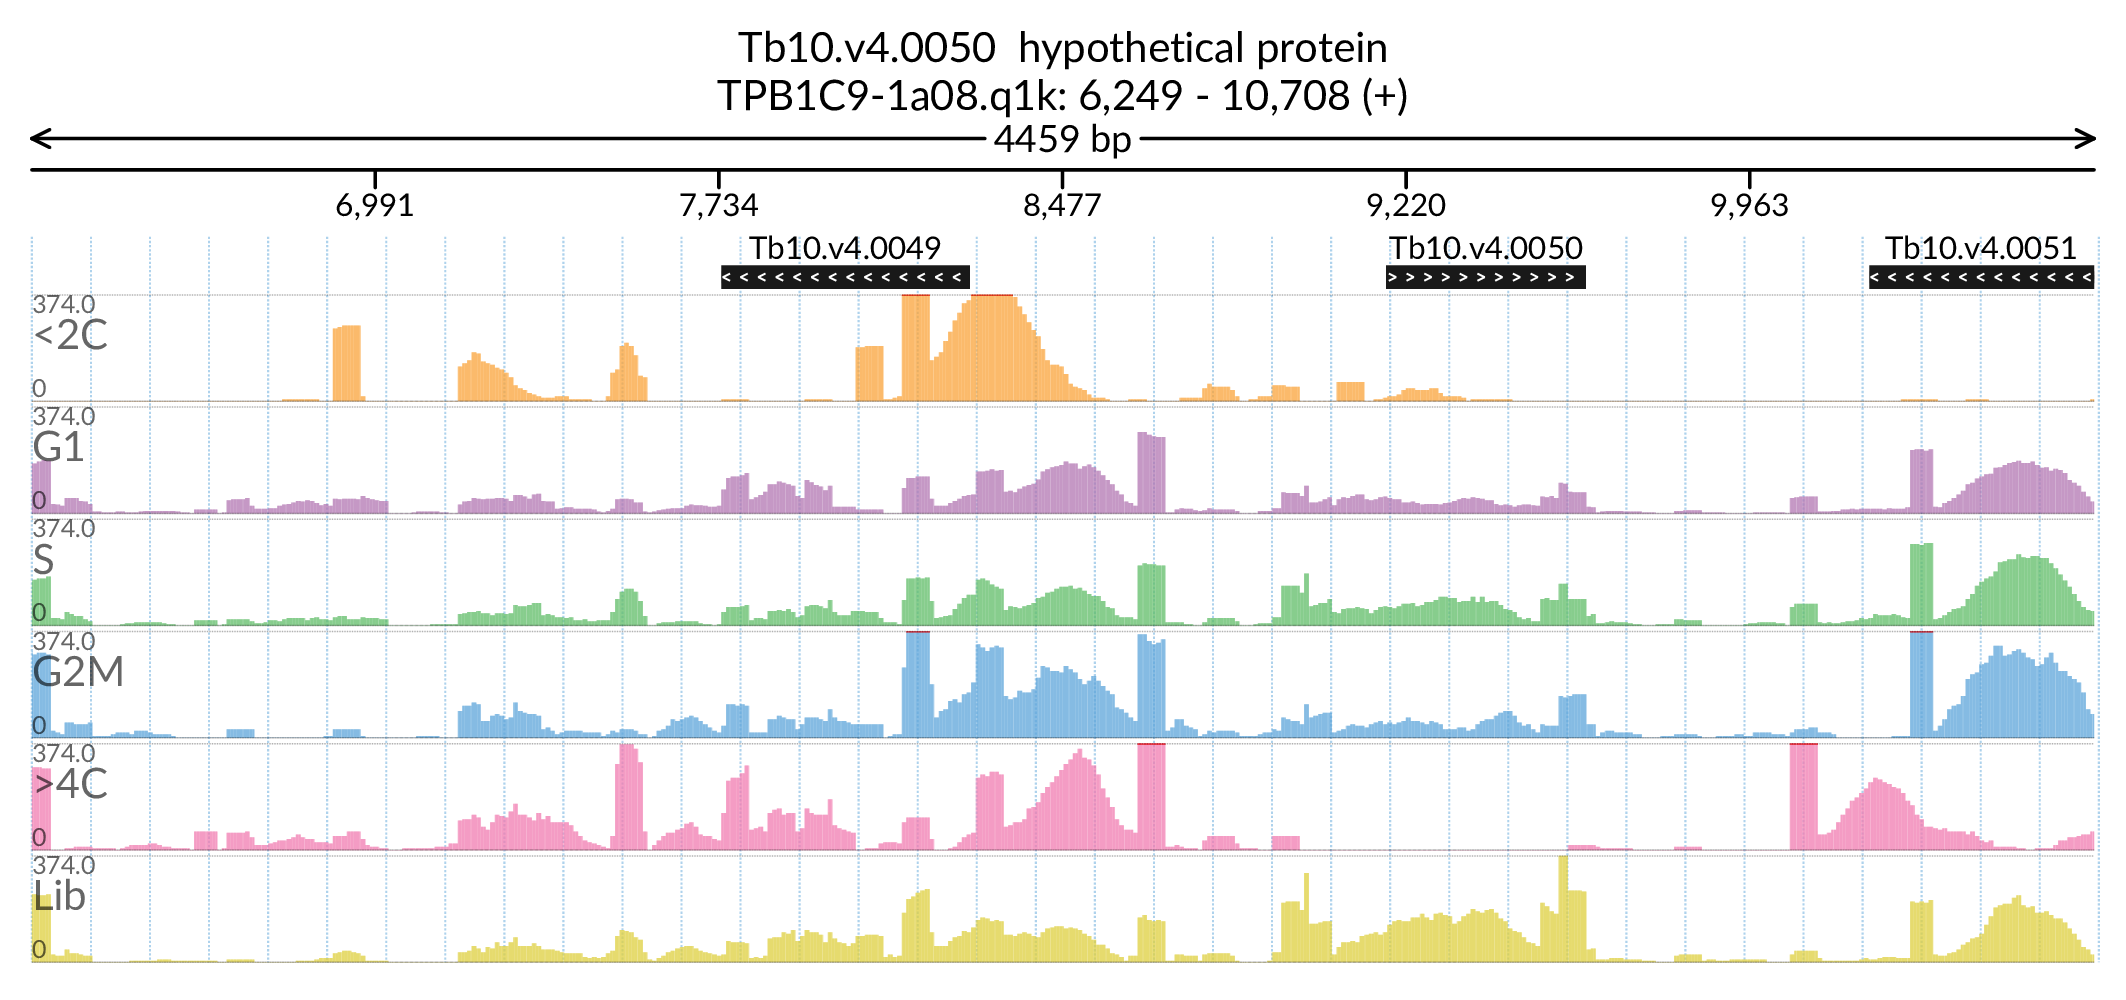 Tb10.v4.0050 hypothetical protein
TPB1C9-1a08.q1k: 6,249 - 10,708 (+)
4459 bp
6,991 7,734 8,477 9,220 9,963
Tb10.v4.0049 Tb10.v4.0050 Tb10.v4.0051
< < < < < < < < < < < < < < > > > > > > > > > > > < < < < < < < < < < < < <
374.0
<2C
0
374.0
G1
0
374.0
S
0
374.0
G2M
0
374.0
>4C
0
374.0
Lib
0